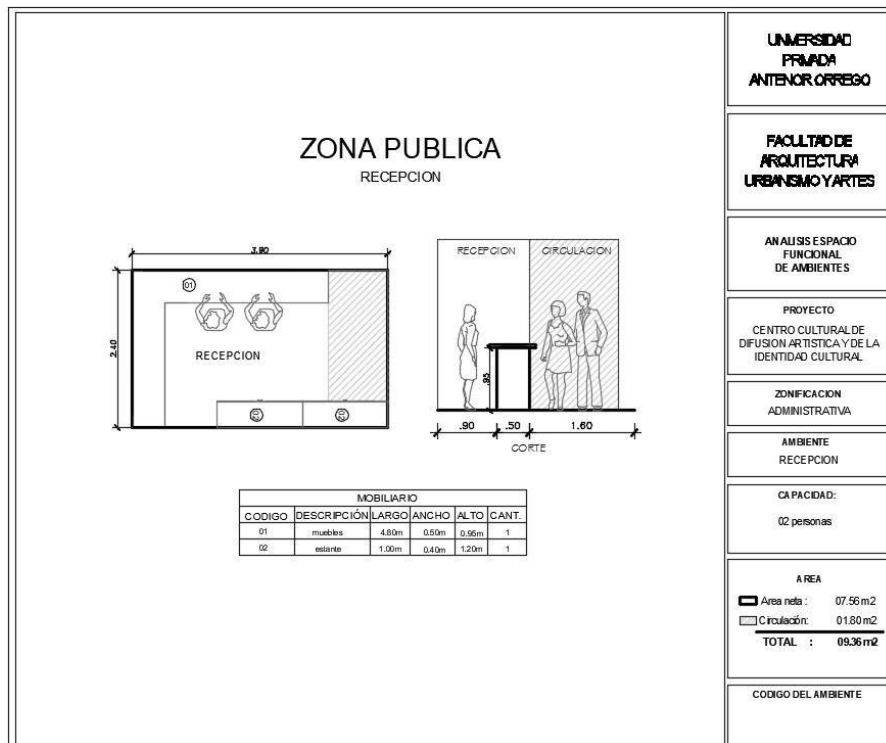 ZONA PUBLICA
RECEPCION
3.90
2.40
01
RECEPCION
02
02
RECEPCION
CIRCULACION
.95
.90
.50
1.60
CORTE
MOBILIARIO
CODIGO DESCRIPCIÓN LARGO ANCHO ALTO CANT.
01 muebles 4.80m 0.50m 0.95m 1
02 estante 1.00m 0.40m 1.20m 1
UNIVERSIDAD
PRIVADA
ANTENOR ORREGO
FACULTAD DE
ARQUITECTURA
URBANISMO Y ARTES
ANALISIS ESPACIO
FUNCIONAL
DE AMBIENTES
PROYECTO
CENTRO CULTURAL DE
DIFUSION ARTISTICA Y DE LA
IDENTIDAD CULTURAL
ZONIFICACION
ADMINISTRATIVA
AMBIENTE
RECEPCION
CAPACIDAD:
02 personas
AREA
Area neta : 07.56 m2
Circulación: 01.80 m2
TOTAL : 09.36 m2
CODIGO DEL AMBIENTE